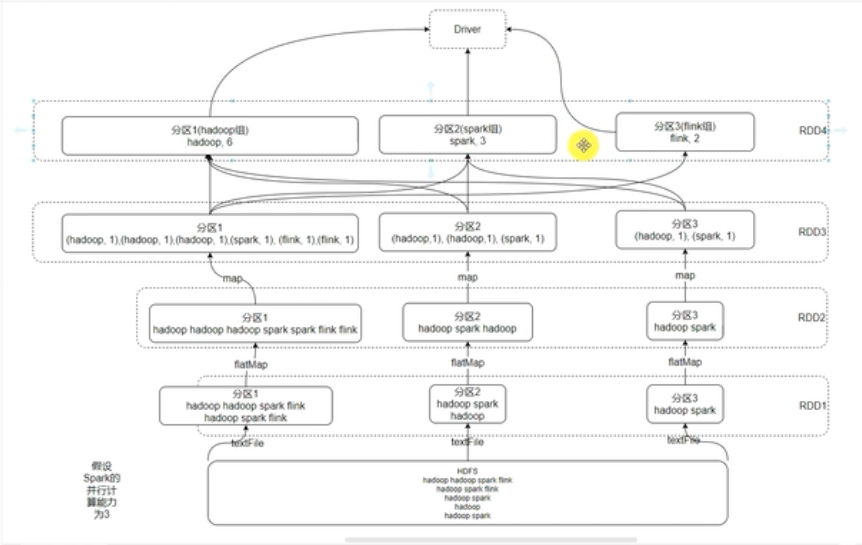 Driver
分区1(hadoop组)
hadoop, 6
分区2(spark组)
spark, 3
分区3(flink组)
flink, 2
RDD4
分区1
(hadoop, 1),(hadoop, 1),(hadoop, 1),(spark, 1), (flink, 1),(flink, 1)
分区2
(hadoop,1), (hadoop,1), (spark, 1)
分区3
(hadoop, 1), (spark, 1)
RDD3
map
map
map
分区1
hadoop hadoop hadoop spark spark flink flink
分区2
hadoop spark hadoop
分区3
hadoop spark
RDD2
flatMap
flatMap
flatMap
分区1
hadoop hadoop spark flink
hadoop spark flink
分区2
hadoop spark
hadoop
分区3
hadoop spark
RDD1
textFile
textFile
textFile
假设
Spark的
并行计
算能力
为3
HDFS
hadoop hadoop spark flink
hadoop spark flink
hadoop spark
hadoop
hadoop spark